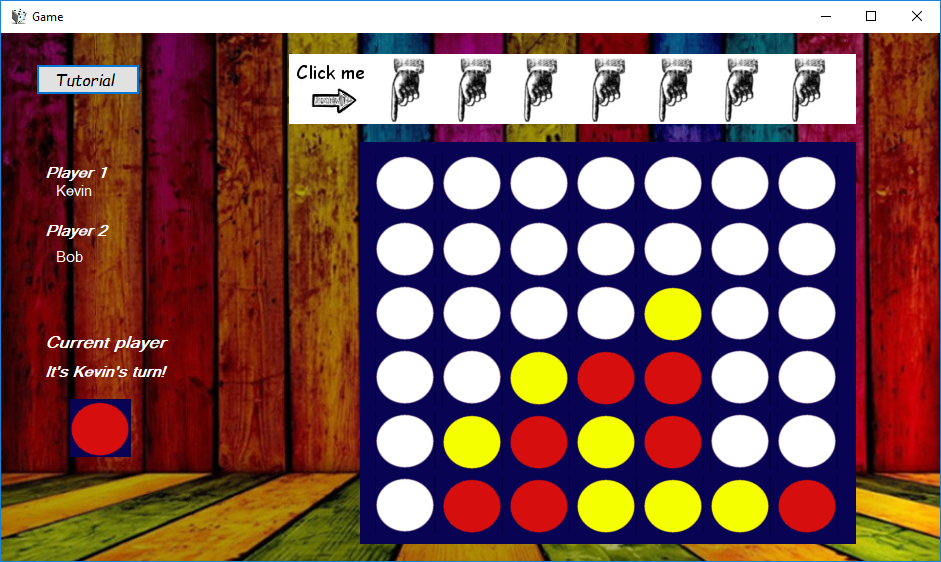 Game
Tutorial
Click me
Player 1
Kevin
Player 2
Bob
Current player
It's Kevin's turn!